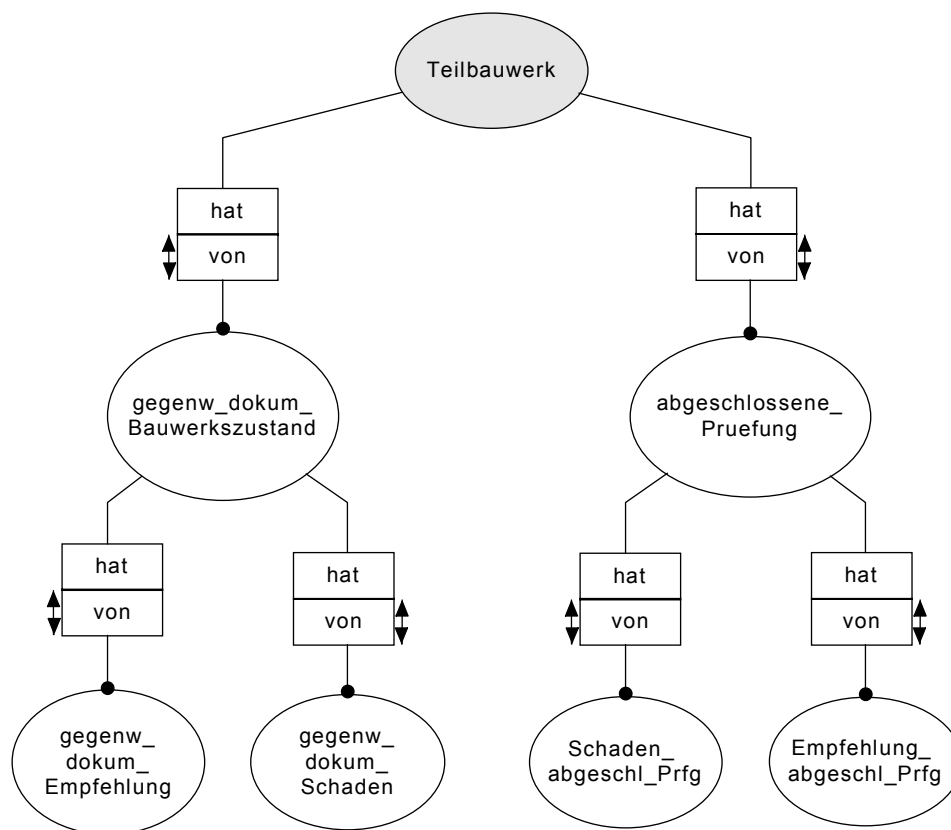 Teilbauwerk
hat
von
hat
von
gegenw_dokum_
Bauwerkszustand
abgeschlossene_
Pruefung
hat
von
hat
von
hat
von
hat
von
gegenw_
dokum_
Empfehlung
gegenw_
dokum_
Schaden
Schaden_
abgeschl_Prfg
Empfehlung_
abgeschl_Prfg